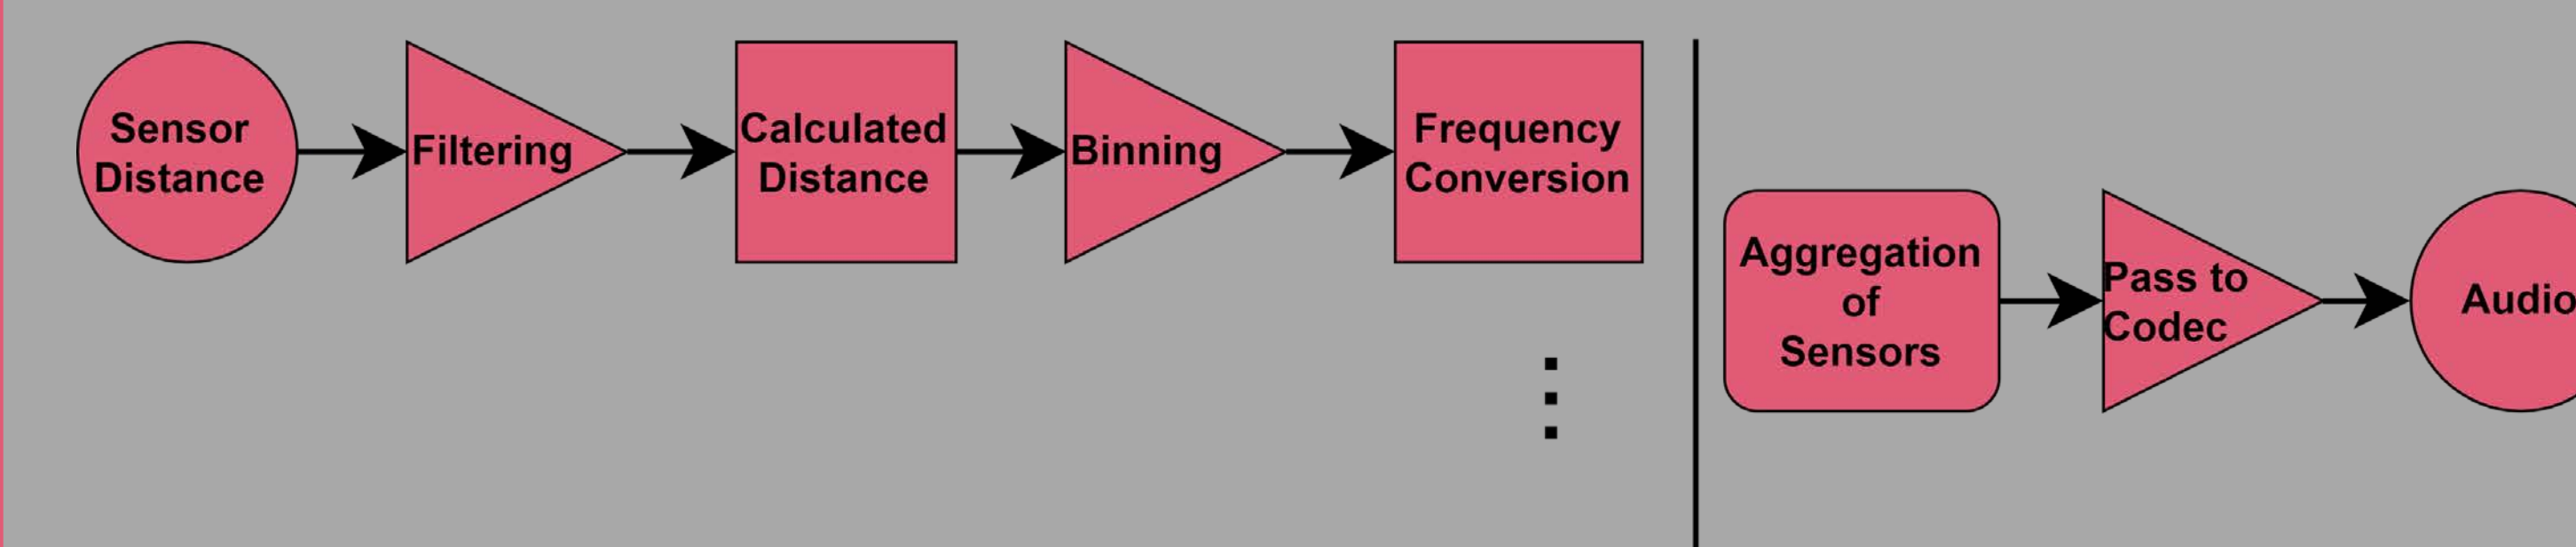 Sensor
Distance
Filtering
Calculated
Distance
Binning
Frequency
Conversion
Aggregation
of
Sensors
Pass to
Codec
Audio